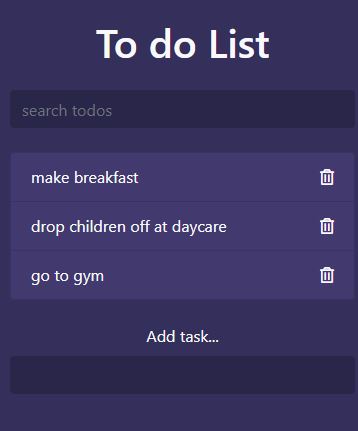 To do List
search todos
make breakfast
drop children off at daycare
go to gym
Add task...